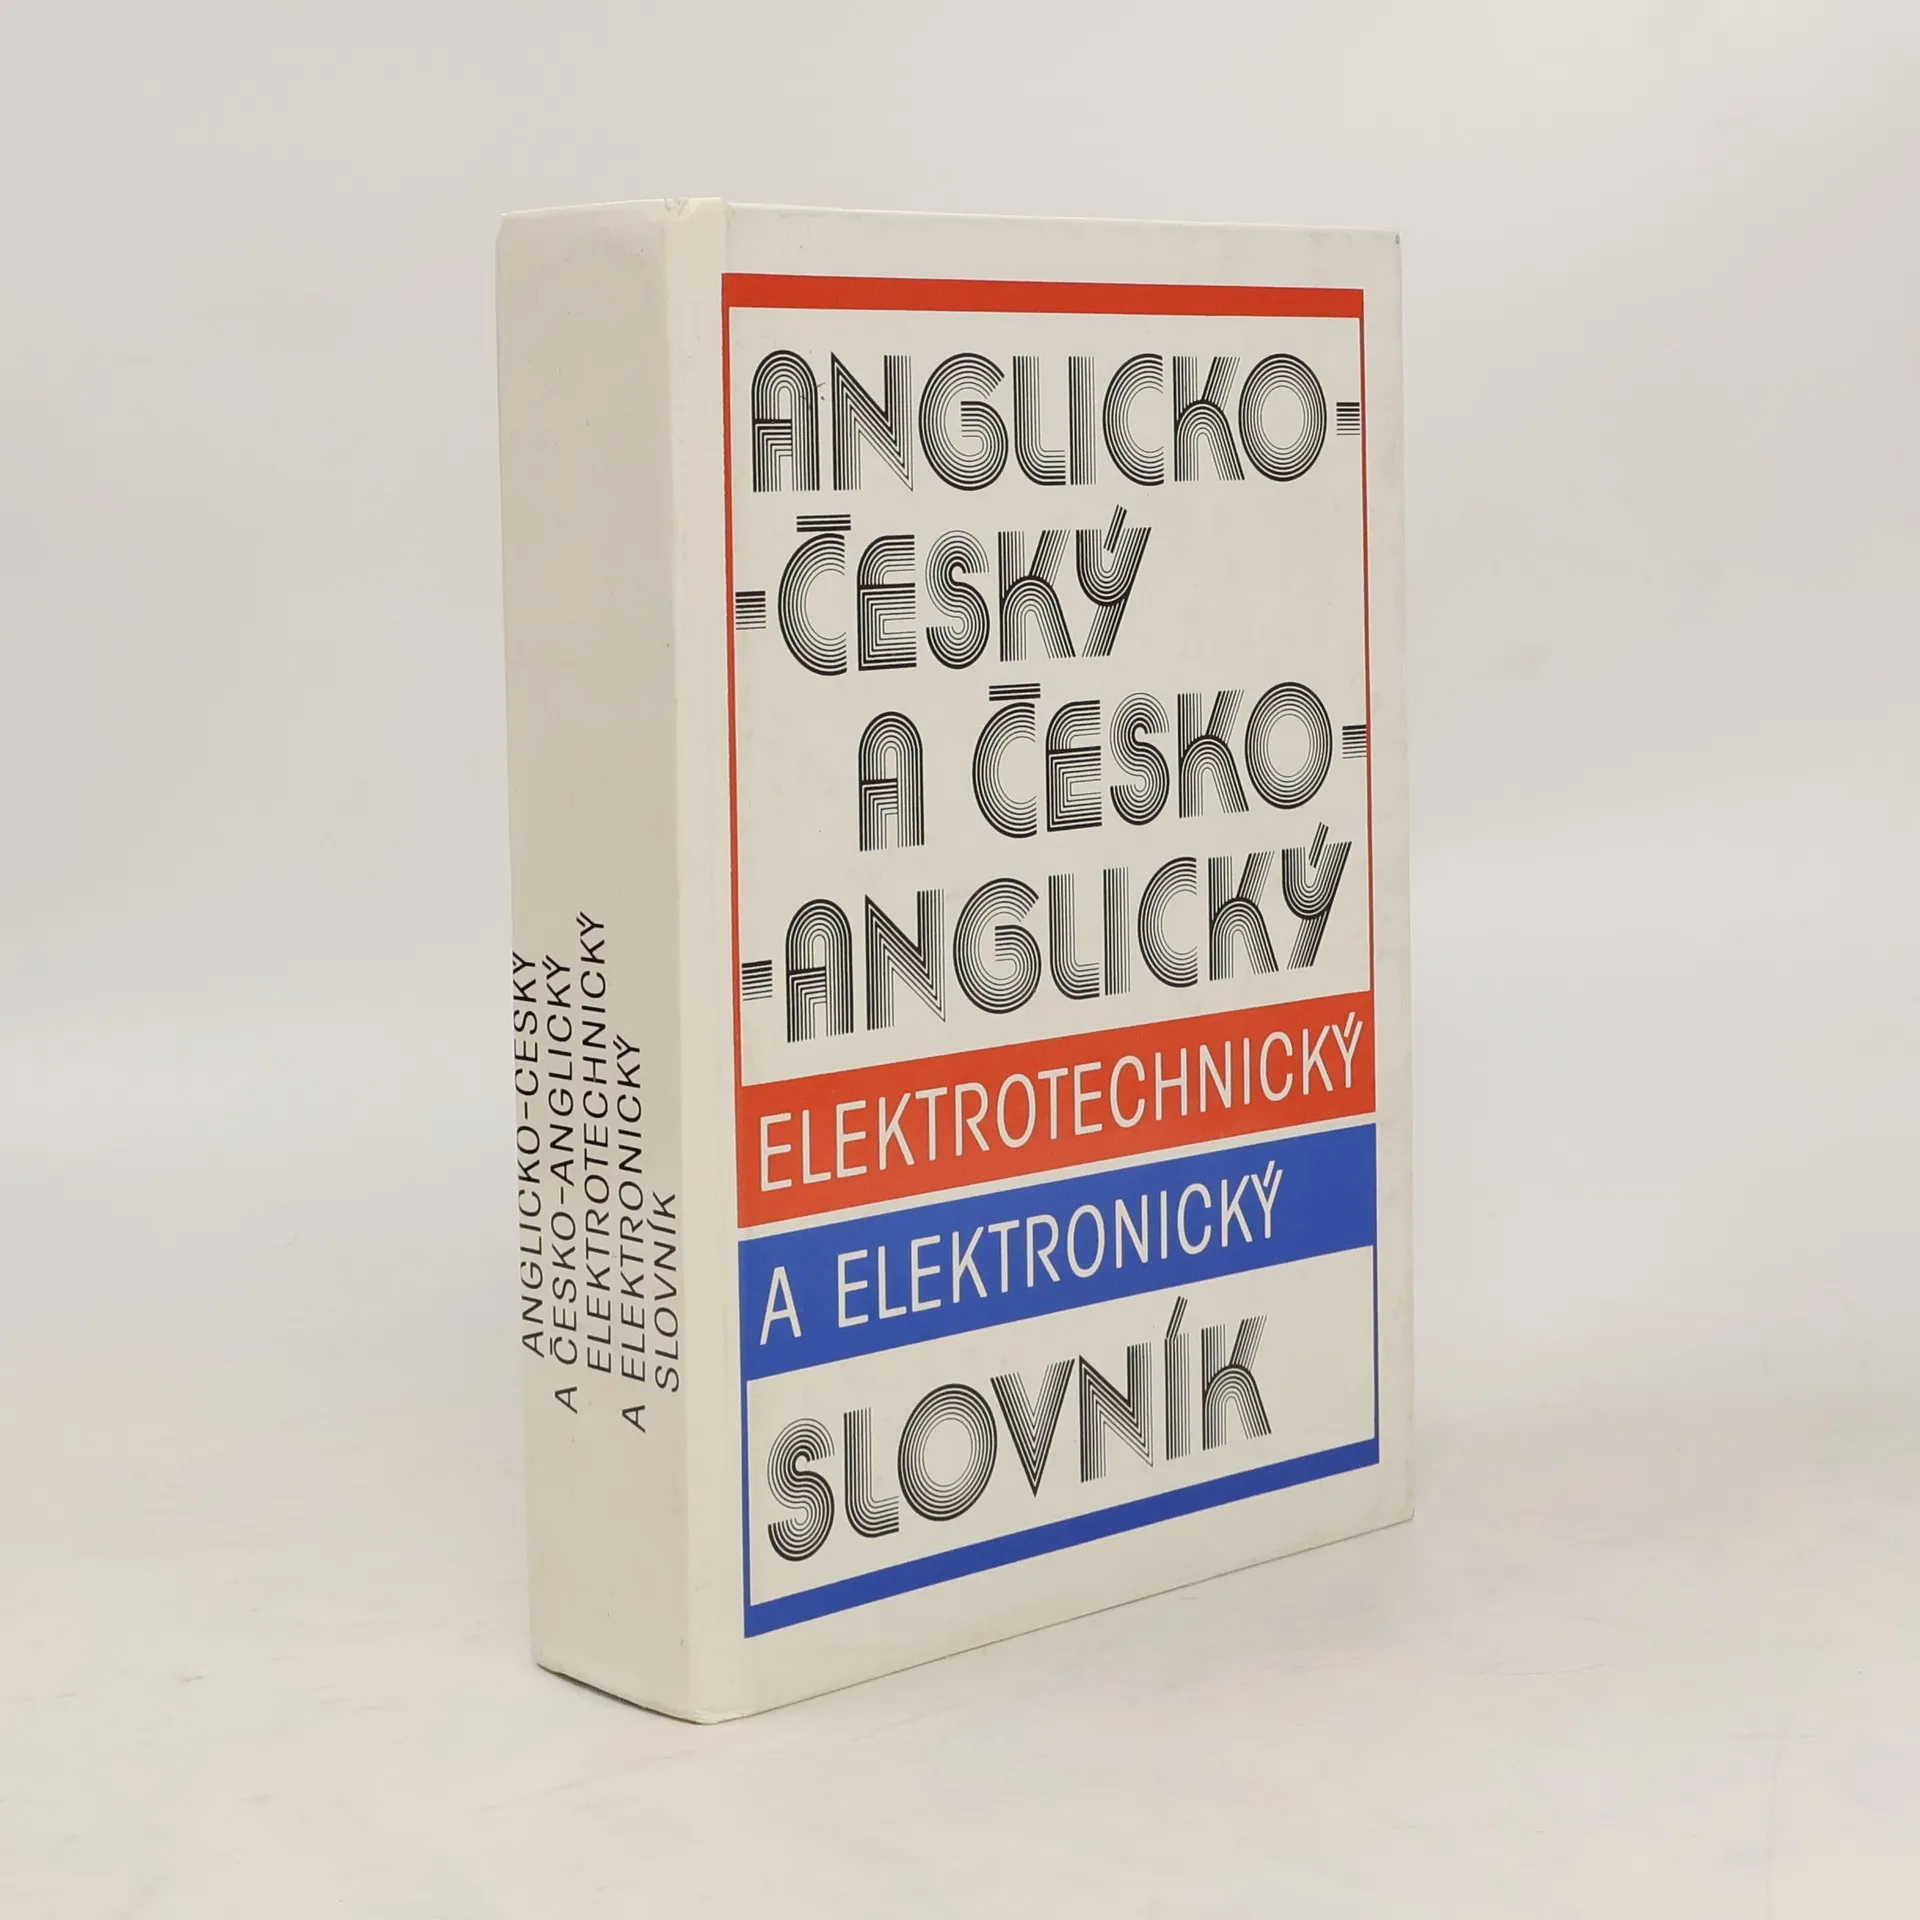 ANGLICKO-ČESKÝ
A ČESKO-ANGLICKÝ
ELEKTROTECHNICKÝ
A ELEKTRONICKÝ
SLOVNÍK
ANGLICKO-
-ČESKÝ
A ČESKO-
-ANGLICKÝ
ELEKTROTECHNICKÝ
A ELEKTRONICKÝ
SLOVNÍK